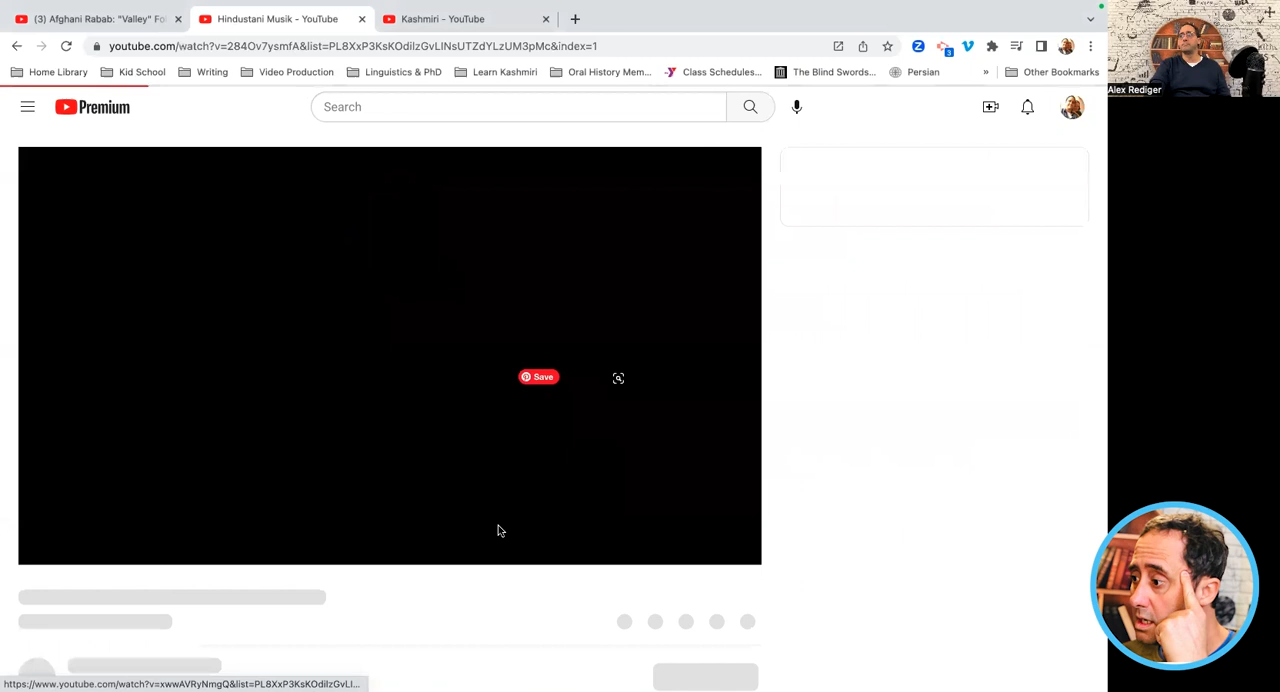 (3) Afghani Rabab: "Valley" Fo
Hindustani Musik - YouTube
Kashmiri - YouTube
youtube.com/watch?v=284Ov7ysmfA&list=PL8XxP3KsKOdilzGvLINsUTZdYLzUM3pMc&index=1
3
Home Library
Kid School
Writing
Video Production
Linguistics & PhD
Learn Kashmiri
Oral History Mem...
Class Schedules...
The Blind Swords...
Persian
»
Other Bookmarks
Alex Rediger
Premium
Search
Save
https://www.youtube.com/watch?v=xwwAVRyNmgQ&list=PL8XxP3KsKOdilzGvLI...